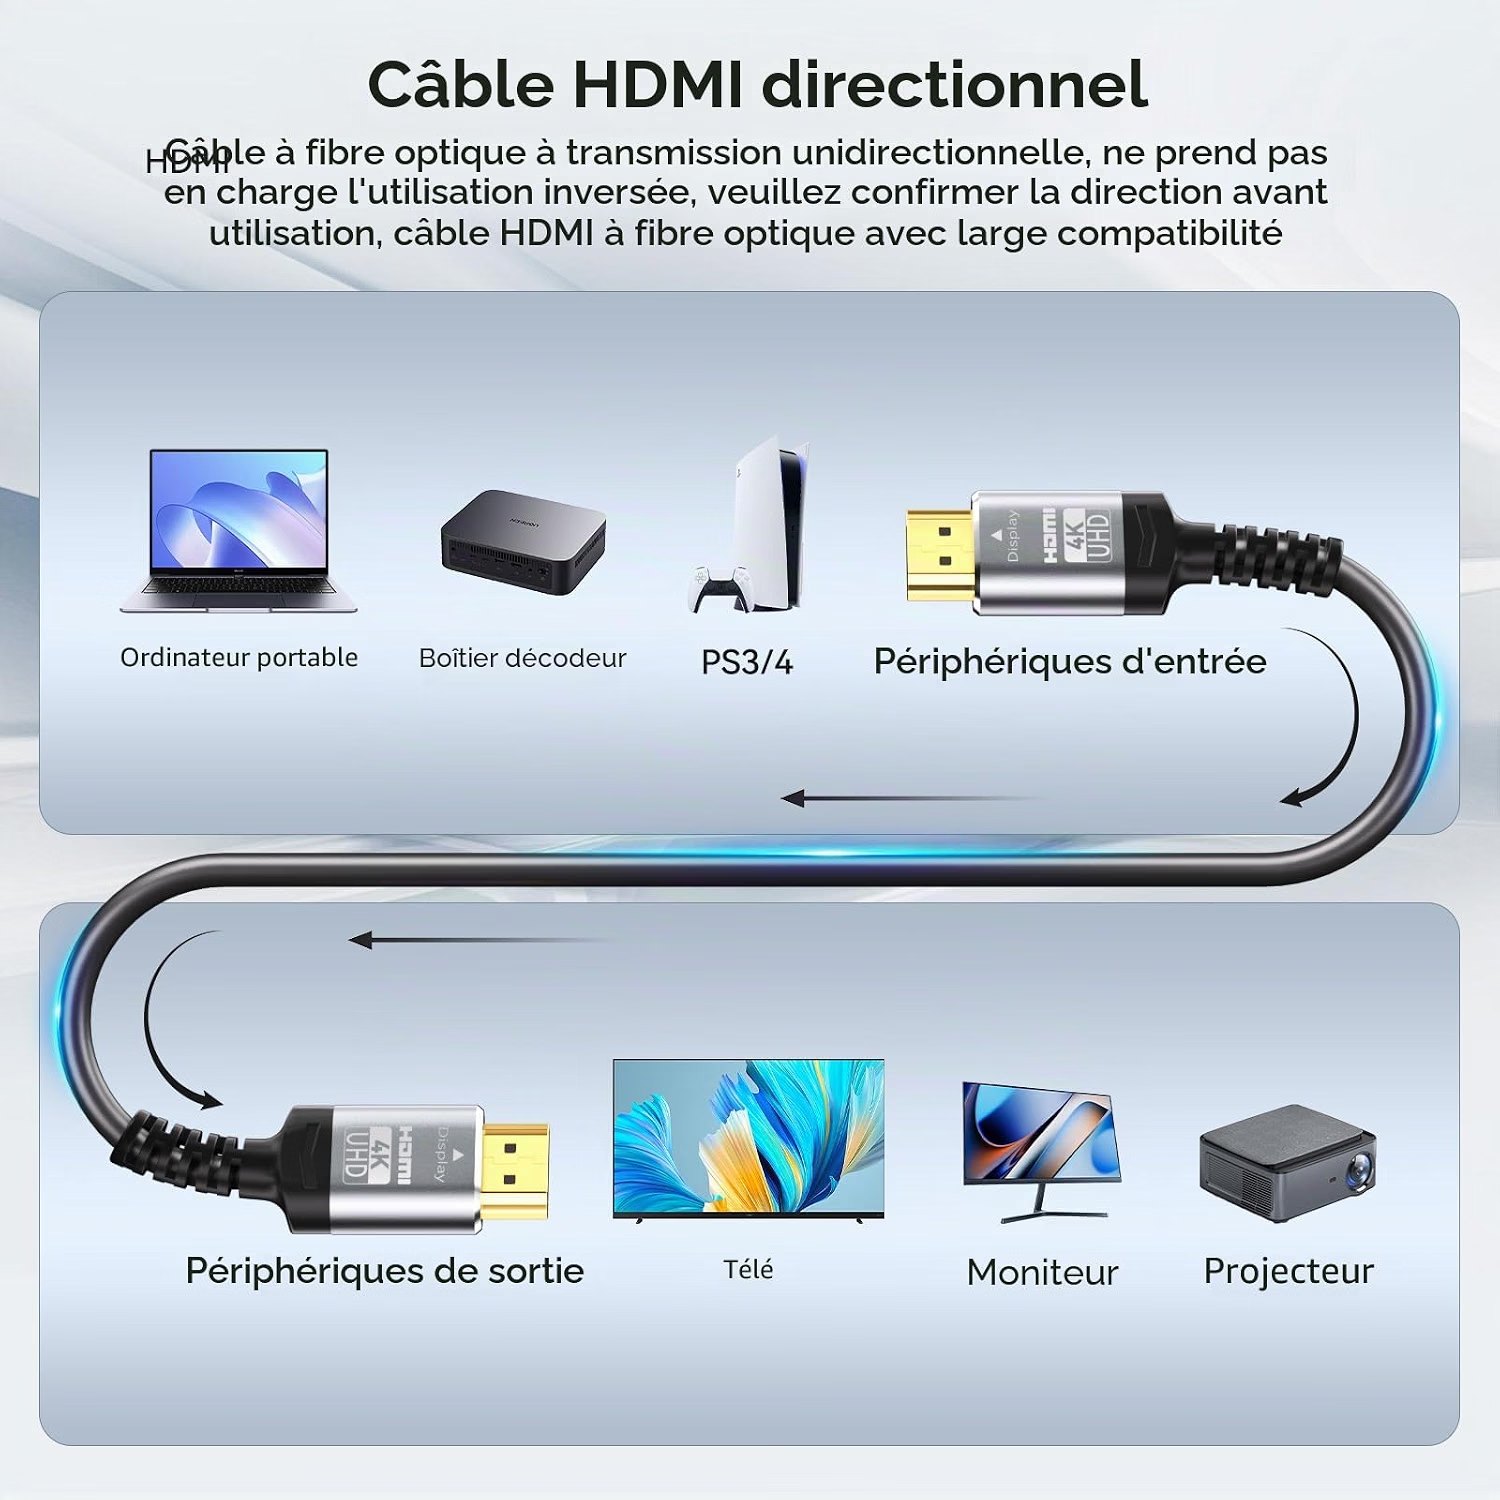 Câble HDMI directionnel
HDMI
Câble à fibre optique à transmission unidirectionnelle, ne prend pas
en charge l'utilisation inversée, veuillez confirmer la direction avant
utilisation, câble HDMI à fibre optique avec large compatibilité
Display
HDMI
4K
UHD
Ordinateur portable
Boîtier décodeur
PS3/4
Périphériques d'entrée
Display
HDMI
4K
UHD
Périphériques de sortie
Télé
Moniteur
Projecteur